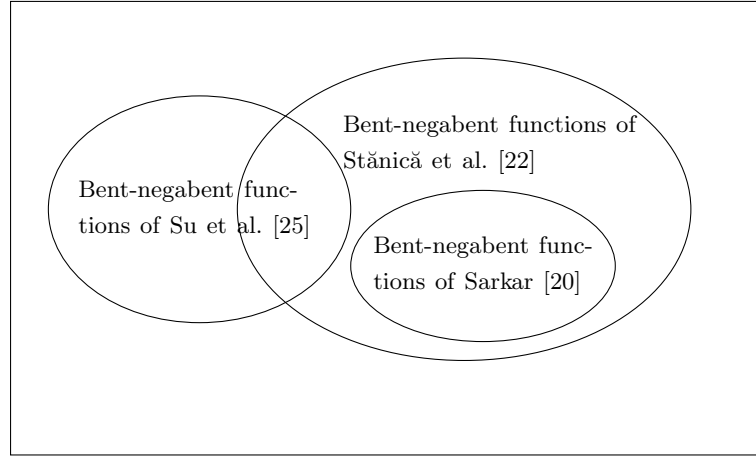 Bent-negabent functions of
Stănică et al. [22]
Bent-negabent func-
tions of Su et al. [25]
Bent-negabent func-
tions of Sarkar [20]